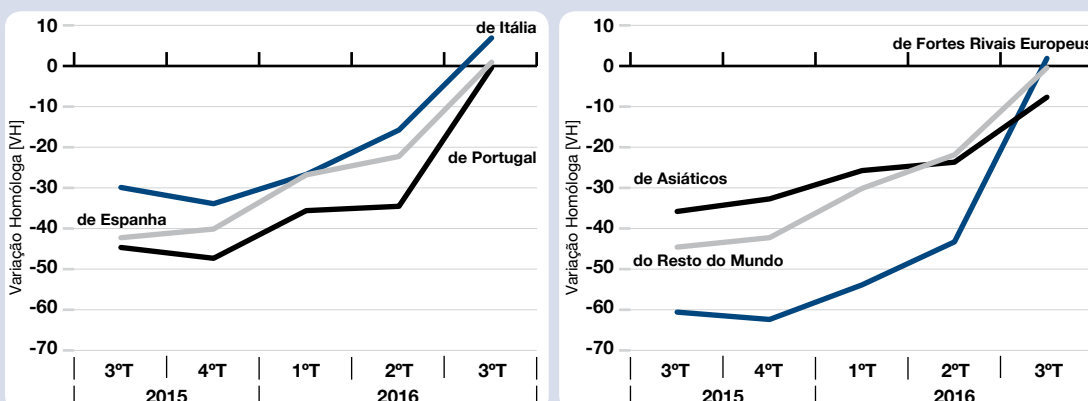 Variação Homóloga [VH]
10
0
-10
-20
-30
-40
-50
-60
-70
de Itália
de Portugal
de Espanha
3ºT 4ºT 1ºT 2ºT 3ºT
2015 2016
Variação Homóloga [VH]
10
0
-10
-20
-30
-40
-50
-60
-70
de Fortes Rivais Europeus
de Asiáticos
do Resto do Mundo
3ºT 4ºT 1ºT 2ºT 3ºT
2015 2016